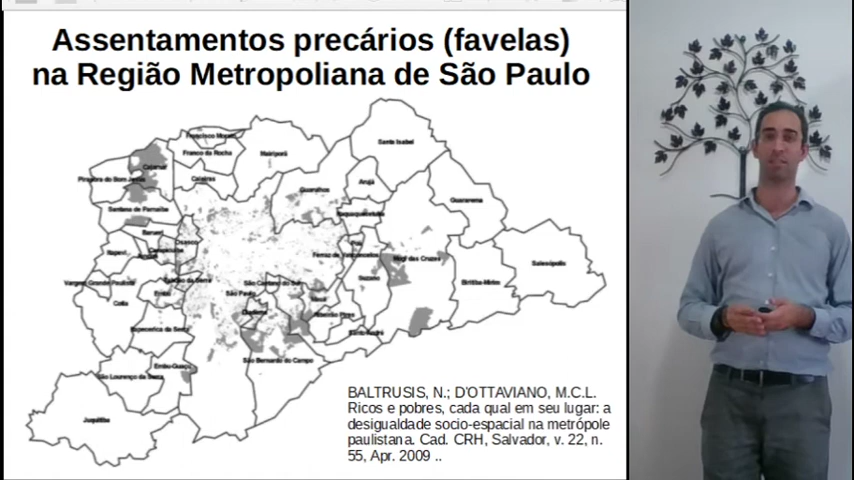 Assentamentos precários (favelas)
na Região Metropoliana de São Paulo
Francisco Morato
Franco da Rocha
Mairiporã
Santa Isabel
Cajamar
Pirapora do Bom Jesus
Caieiras
Guarulhos
Arujá
Guararema
Santana de Parnaíba
Itaquaquecetuba
Barueri
Osasco
Itapevi
Poá
Ferraz de Vasconcelos
Mogi das Cruzes
Salesópolis
Suzano
Vargem Grande Paulista
Taboão da Serra
São Caetano do Sul
Biritiba-Mirim
Cotia
Embu
São Paulo
Mauá
Diadema
Ribeirão Pires
Itapecerica da Serra
Santo André
São Bernardo do Campo
Embu-Guaçu
São Lourenço da Serra
Juquitiba
BALTRUSIS, N.; D'OTTAVIANO, M.C.L.
Ricos e pobres, cada qual em seu lugar: a
desigualdade socio-espacial na metrópole
paulistana. Cad. CRH, Salvador, v. 22, n.
55, Apr. 2009 ..